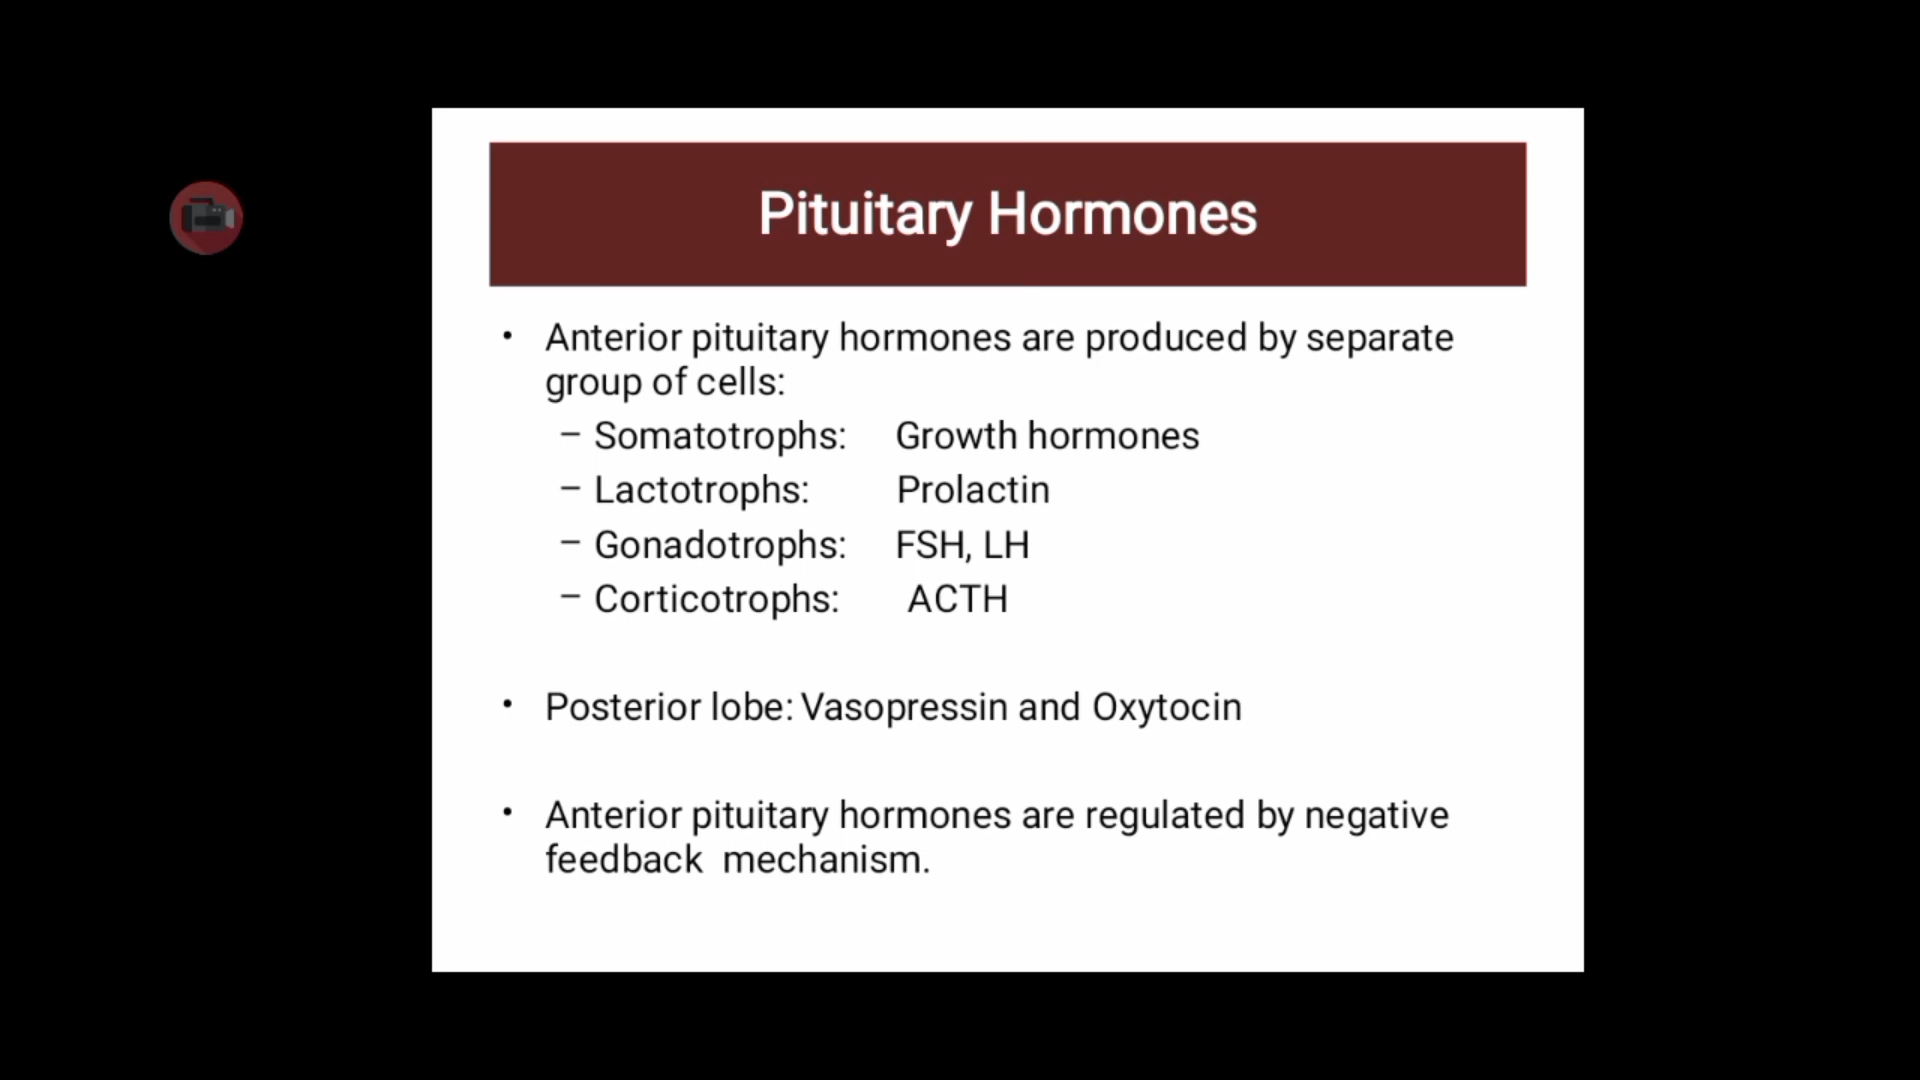 Pituitary Hormones
• Anterior pituitary hormones are produced by separate
group of cells:
– Somatotrophs: Growth hormones
– Lactotrophs: Prolactin
– Gonadotrophs: FSH, LH
– Corticotrophs: ACTH
• Posterior lobe: Vasopressin and Oxytocin
• Anterior pituitary hormones are regulated by negative
feedback mechanism.